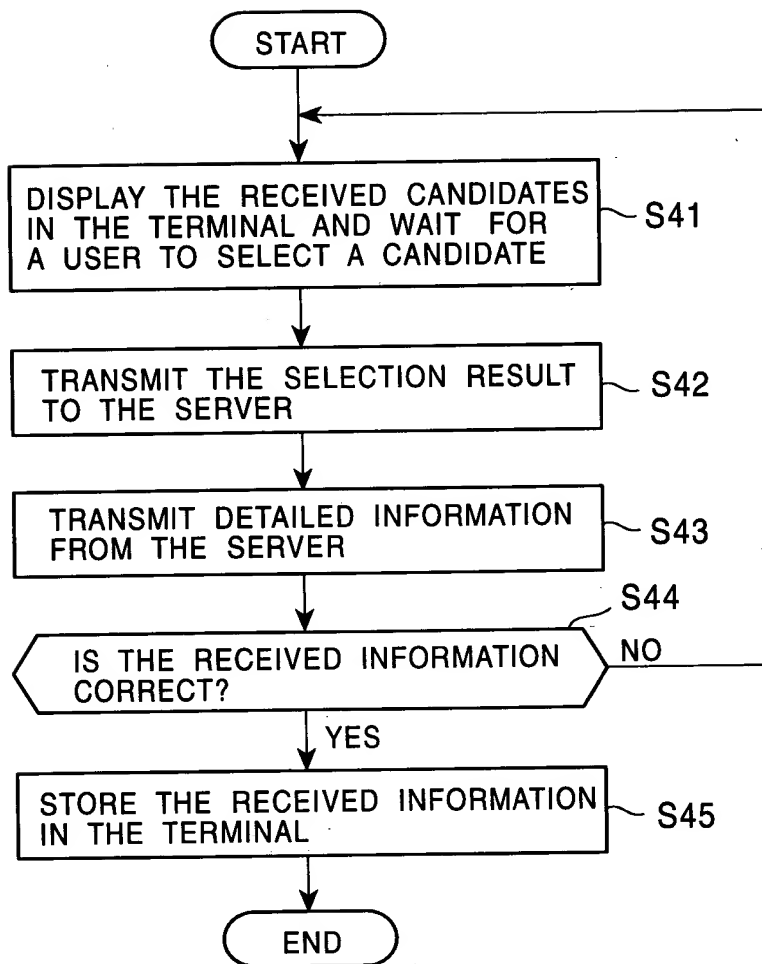 START
DISPLAY THE RECEIVED CANDIDATES
IN THE TERMINAL AND WAIT FOR
A USER TO SELECT A CANDIDATE
S41
TRANSMIT THE SELECTION RESULT
TO THE SERVER
S42
TRANSMIT DETAILED INFORMATION
FROM THE SERVER
S43
S44
IS THE RECEIVED INFORMATION
CORRECT?
NO
YES
STORE THE RECEIVED INFORMATION
IN THE TERMINAL
S45
END